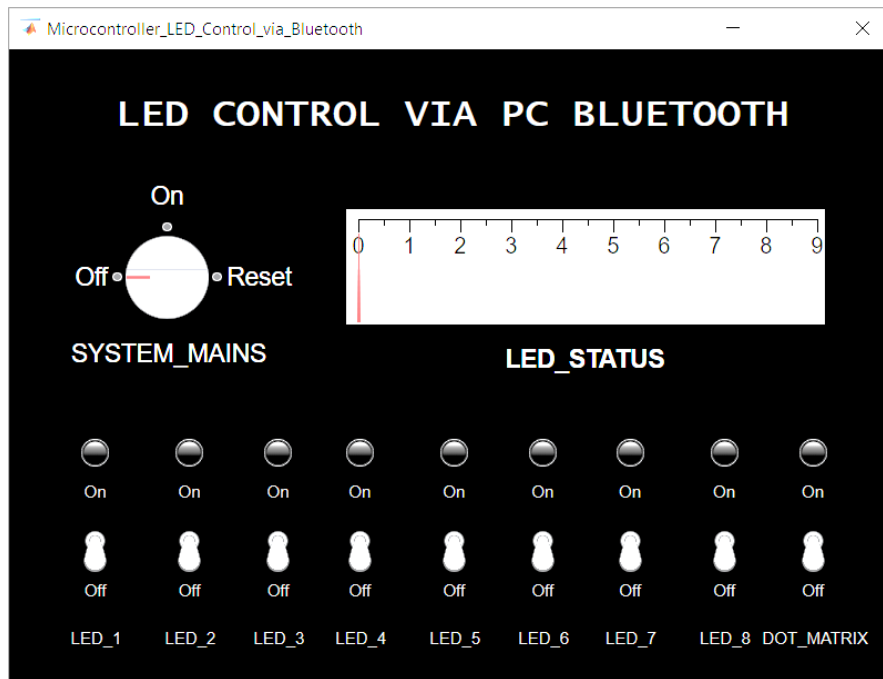 Microcontroller_LED_Control_via_Bluetooth
LED CONTROL VIA PC BLUETOOTH
On
Off Reset
SYSTEM_MAINS
0 1 2 3 4 5 6 7 8 9
LED_STATUS
On On On On On On On On On
Off Off Off Off Off Off Off Off Off
LED_1 LED_2 LED_3 LED_4 LED_5 LED_6 LED_7 LED_8 DOT_MATRIX